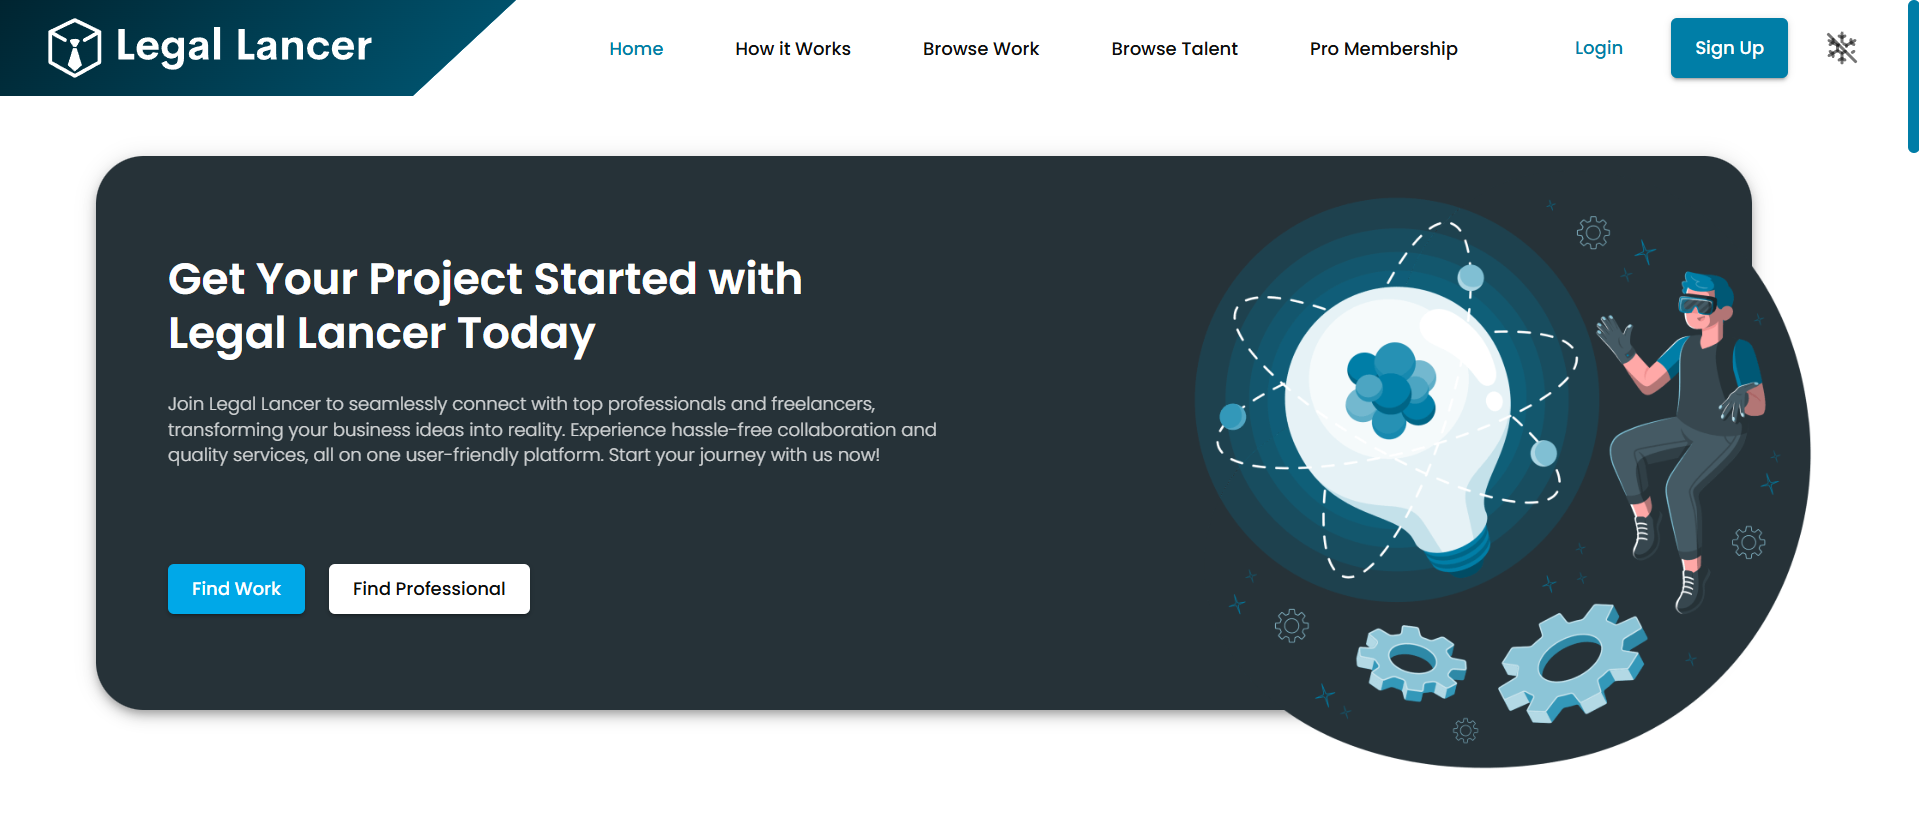 Legal Lancer
Home
How it Works
Browse Work
Browse Talent
Pro Membership
Login
Sign Up
Get Your Project Started with
Legal Lancer Today
Join Legal Lancer to seamlessly connect with top professionals and freelancers,
transforming your business ideas into reality. Experience hassle-free collaboration and
quality services, all on one user-friendly platform. Start your journey with us now!
Find Work
Find Professional